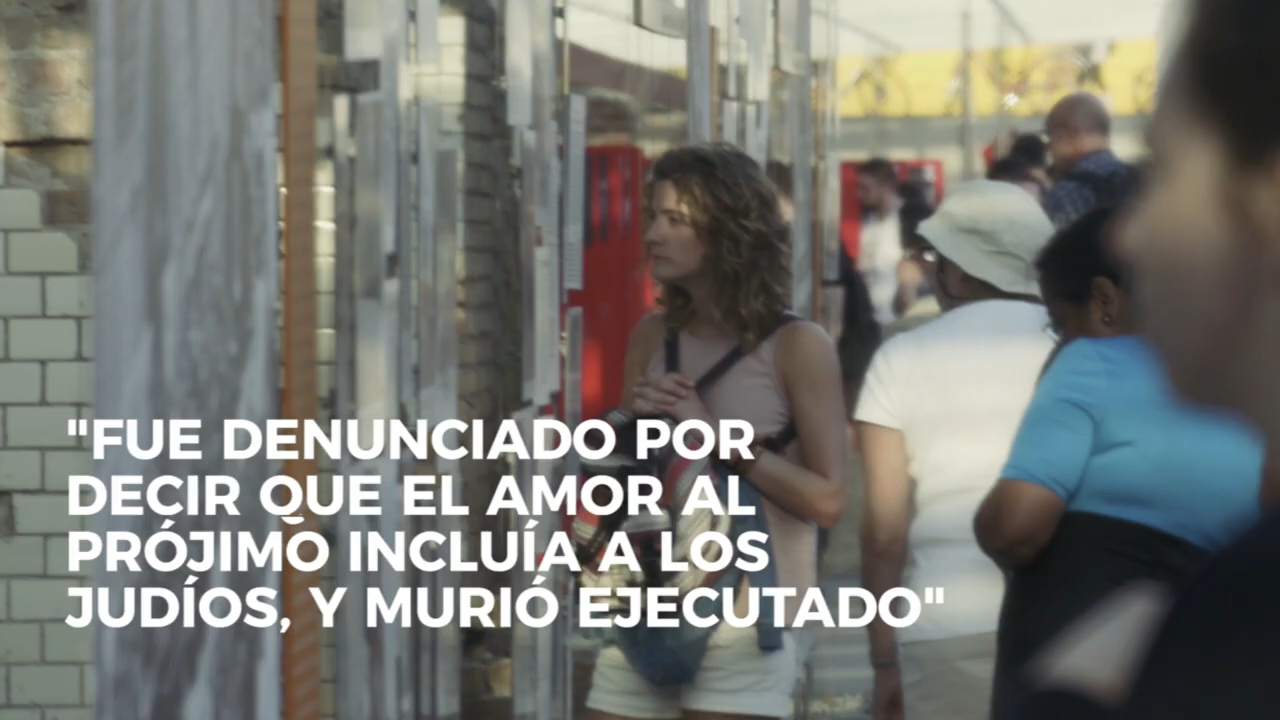 "FUE DENUNCIADO POR
DECIR QUE EL AMOR AL
PRÓJIMO INCLUÍA A LOS
JUDÍOS, Y MURIÓ EJECUTADO"